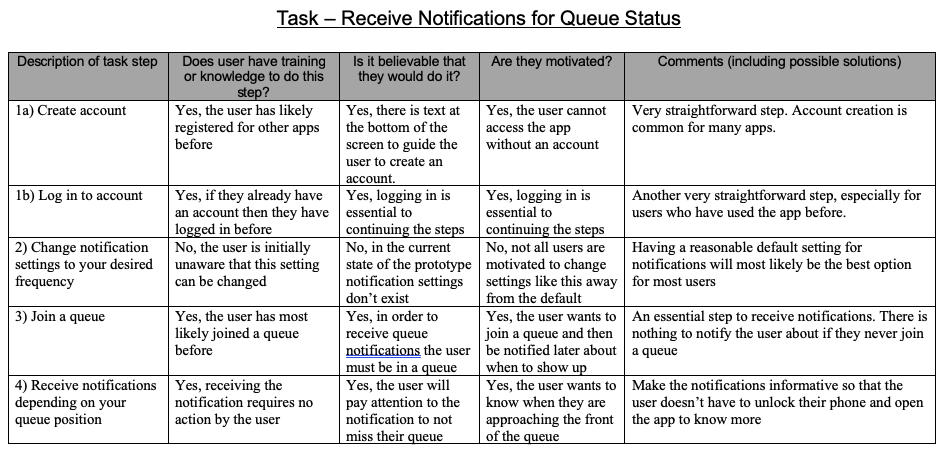 Task – Receive Notifications for Queue Status
Description of task step
Does user have training
or knowledge to do this
step?
Is it believable that
they would do it?
Are they motivated?
Comments (including possible solutions)
1a) Create account
Yes, the user has likely
registered for other apps
before
Yes, there is text at
the bottom of the
screen to guide the
user to create an
account.
Yes, the user cannot
access the app
without an account
Very straightforward step. Account creation is
common for many apps.
1b) Log in to account
Yes, if they already have
an account then they have
logged in before
Yes, logging in is
essential to
continuing the steps
Yes, logging in is
essential to
continuing the steps
Another very straightforward step, especially for
users who have used the app before.
2) Change notification
settings to your desired
frequency
No, the user is initially
unaware that this setting
can be changed
No, in the current
state of the prototype
notification settings
don’t exist
No, not all users are
motivated to change
settings like this away
from the default
Having a reasonable default setting for
notifications will most likely be the best option
for most users
3) Join a queue
Yes, the user has most
likely joined a queue
before
Yes, in order to
receive queue
notifications the user
must be in a queue
Yes, the user wants to
join a queue and then
be notified later about
when to show up
An essential step to receive notifications. There is
nothing to notify the user about if they never join
a queue
4) Receive notifications
depending on your
queue position
Yes, receiving the
notification requires no
action by the user
Yes, the user will
pay attention to the
notification to not
miss their queue
Yes, the user wants to
know when they are
approaching the front
of the queue
Make the notifications informative so that the
user doesn’t have to unlock their phone and open
the app to know more